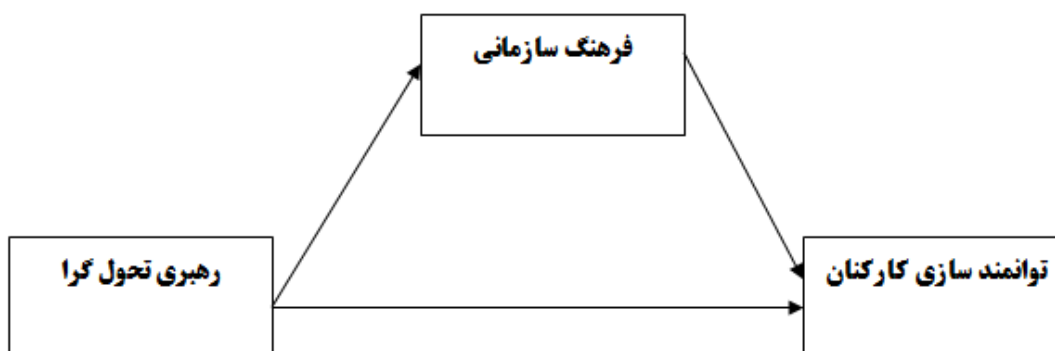 فرهنگ سازمانی
رهبری تحول گرا
توانمند سازی کارکنان